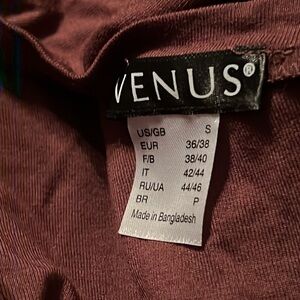 VENUS®
US/GB S
EUR 36/38
F/B 38/40
IT 42/44
RU/UA 44/46
BR P
Made in Bangladesh